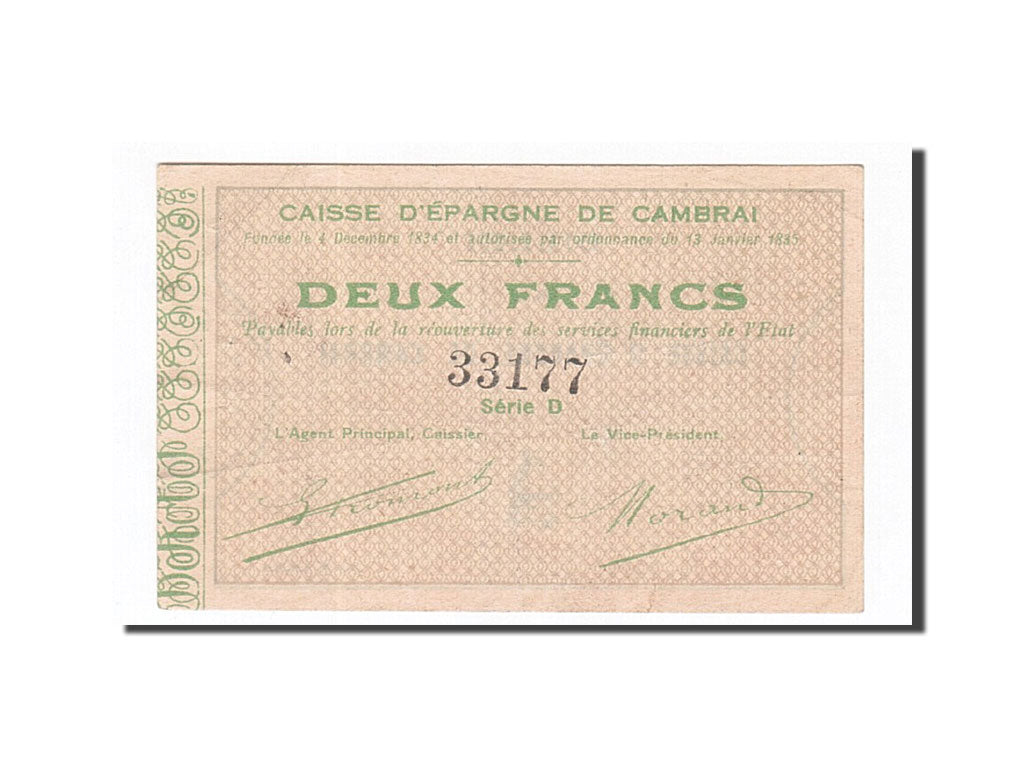 CAISSE D'ÉPARGNE DE CAMBRAI
Fondée le 4 Décembre 1834 et autorisée par ordonnance du 13 Janvier 1835
DEUX FRANCS
Payables lors de la réouverture des services financiers de l'Etat
33177
Série D
L'Agent Principal, Caissier, Le Vice-Président,
Morand